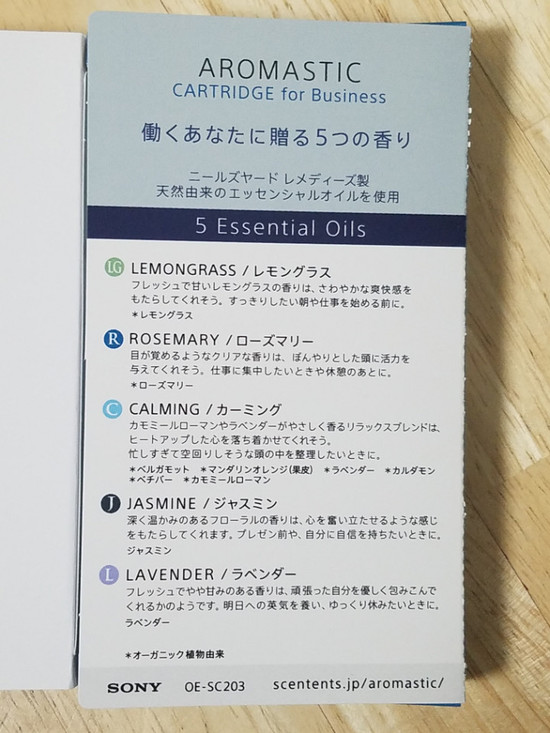 AROMASTIC
CARTRIDGE for Business
働くあなたに贈る5つの香り
ニールズヤード レメディーズ製
天然由来のエッセンシャルオイルを使用
5 Essential Oils
LG LEMONGRASS / レモングラス
フレッシュで甘いレモングラスの香りは、さわやかな爽快感を
もたらしてくれそう。すっきりしたい朝や仕事を始める前に。
*レモングラス
R ROSEMARY / ローズマリー
目が覚めるようなクリアな香りは、ぼんやりとした頭に活力を
与えてくれそう。仕事に集中したいときや休憩のあとに。
*ローズマリー
C CALMING / カーミング
カモミールローマンやラベンダーがやさしく香るリラックスブレンドは、
ヒートアップした心を落ち着かせてくれそう。
忙しすぎて空回りしそうな頭の中を整理したいときに。
*ベルガモット *マンダリンオレンジ(果皮) *ラベンダー *カルダモン
*ベチバー *カモミールローマン
J JASMINE / ジャスミン
深く温かみのあるフローラルの香りは、心を奮い立たせるような感じ
をもたらしてくれます。プレゼン前や、自分に自信を持ちたいときに。
ジャスミン
L LAVENDER / ラベンダー
フレッシュでやや甘みのある香りは、頑張った自分を優しく包みこんで
くれるかのようです。明日への英気を養い、ゆっくり休みたいときに。
ラベンダー
*オーガニック植物由来
SONY OE-SC203 scentents.jp/aromastic/